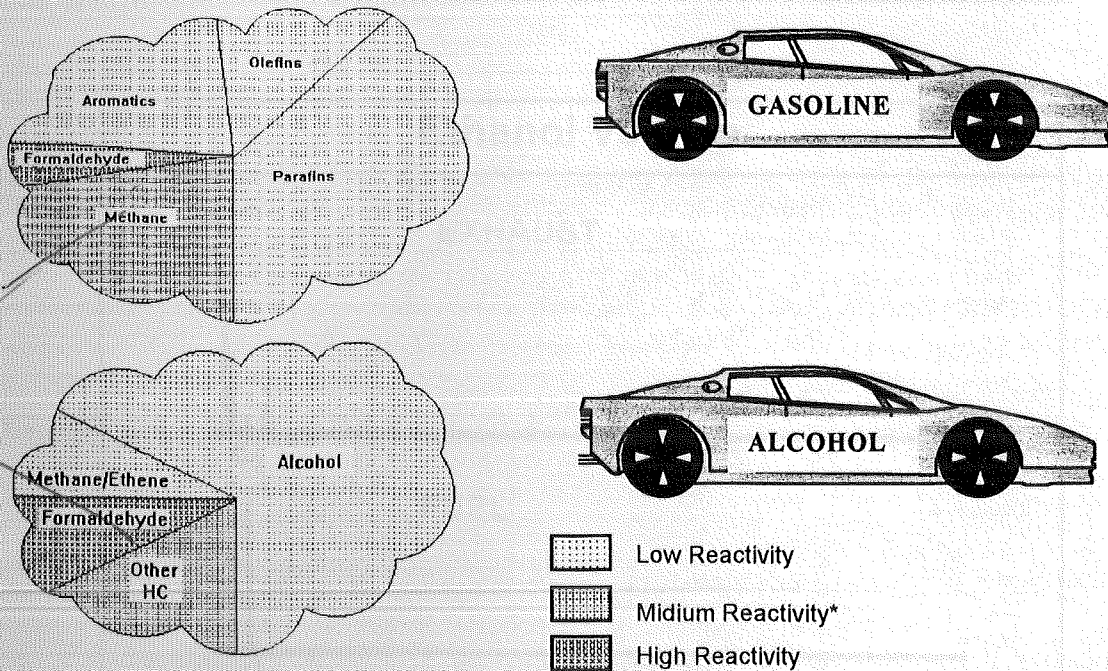 Olefins
Aromatics
Formaldehyde
Parafins
Methane
GASOLINE
Alcohol
Methane/Ethene
Formaldehyde
Other
HC
ALCOHOL
Low Reactivity
Midium Reactivity*
High Reactivity